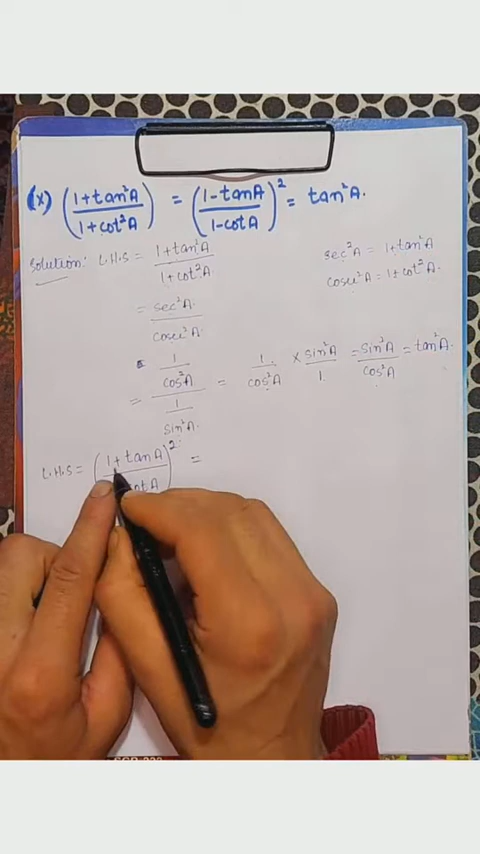 (x) ((1+tan²A)/(1+cot²A)) = ((1-tanA)/(1-cotA))² = tan²A.
Solution: L.H.S = (1+tan²A)/(1+cot²A)
sec²A = 1+tan²A
cosec²A = 1+cot²A.
= sec²A/cosec²A.
= (1/cos²A)/(1/sin²A) = 1/cos²A × sin²A/1 = sin²A/cos²A = tan²A.
L.H.S = ((1+tanA)/cotA)² =